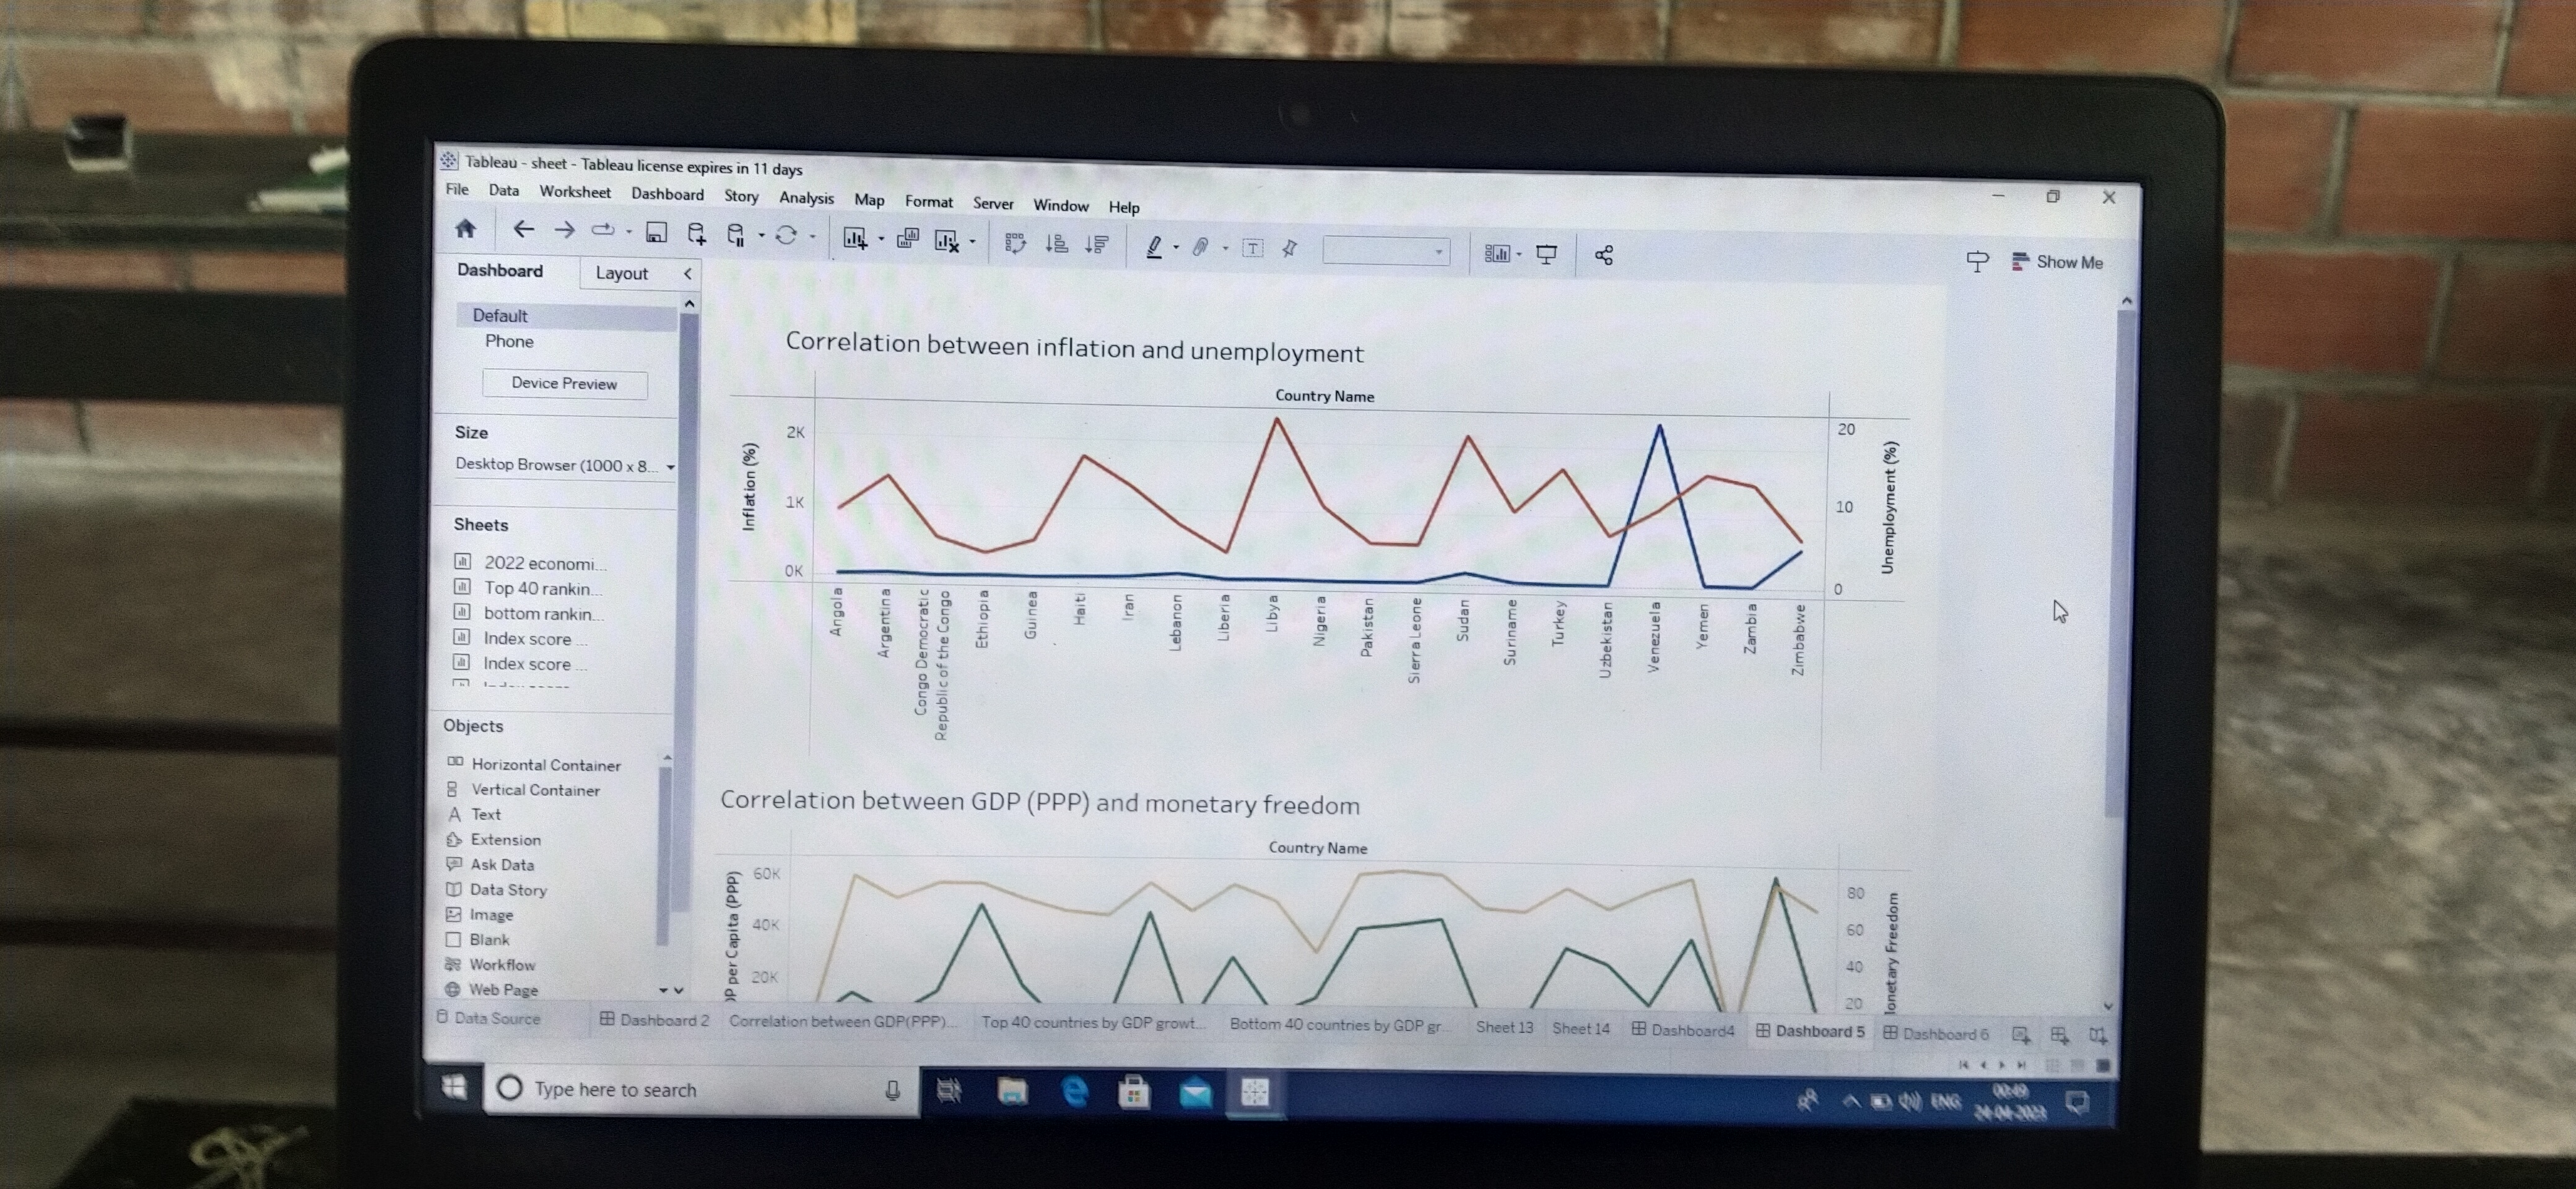 Tableau - sheet - Tableau license expires in 11 days
File Data Worksheet Dashboard Story Analysis Map Format Server Window Help
Show Me
Dashboard Layout
Default
Phone
Device Preview
Size
Desktop Browser (1000 x 8...
Sheets
2022 economi...
Top 40 rankin...
bottom rankin...
Index score ...
Index score ...
Objects
Horizontal Container
Vertical Container
Text
Extension
Ask Data
Data Story
Image
Blank
Workflow
Web Page
Correlation between inflation and unemployment
Country Name
Inflation (%)
2K
1K
0K
20
10
0
Unemployment (%)
Angola
Argentina
Congo Democratic
Republic of the Congo
Ethiopia
Guinea
Haiti
Iran
Lebanon
Liberia
Libya
Nigeria
Pakistan
Sierra Leone
Sudan
Suriname
Turkey
Uzbekistan
Venezuela
Yemen
Zambia
Zimbabwe
Correlation between GDP (PPP) and monetary freedom
Country Name
per Capita (PPP)
60K
40K
20K
80
60
40
20
Freedom
Data Source Dashboard 2 Correlation between GDP(PPP)... Top 40 countries by GDP growt... Bottom 40 countries by GDP gr... Sheet 13 Sheet 14 Dashboard4 Dashboard 5 Dashboard 6
Type here to search
ENG
00:49
24-04-2023